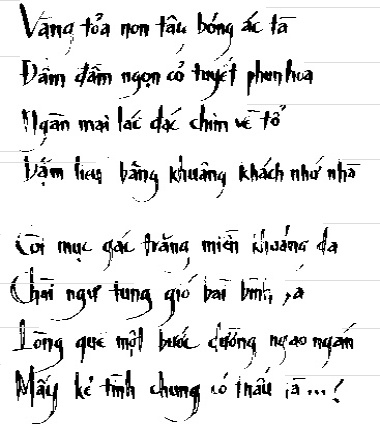 Vàng tỏa non tây bóng ác tà
Đầm đầm ngọn cỏ tuyết phun hoa
Ngàn mai lác đác chim về tổ
Dặm liễu bâng khuâng khách nhớ nhà
Còi mục gác trăng miền khoảng dã
Chài ngư tung gió bãi bình sa
Lòng quê một bước dường ngao ngán
Mấy kẻ tình chung có thấu là...?